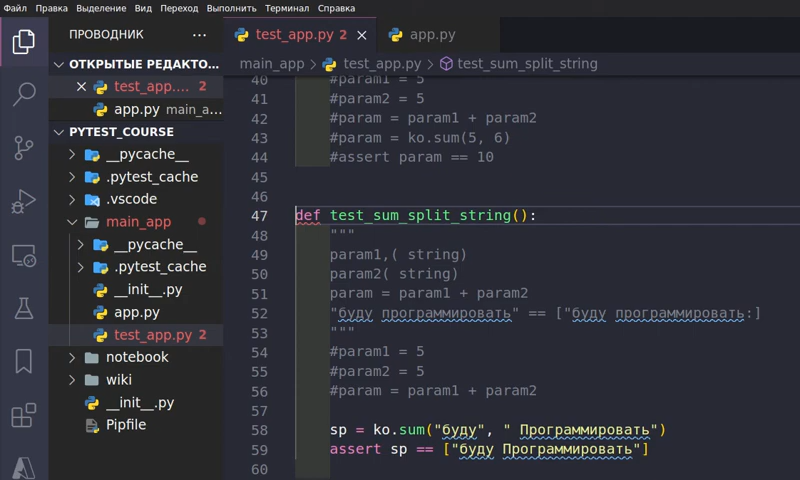 Файл Правка Выделение Вид Переход Выполнить Терминал Справка
ПРОВОДНИК ...
test_app.py 2
app.py
ОТКРЫТЫЕ РЕДАКТО...
test_app.... 2
app.py main_a...
PYTEST_COURSE
__pycache__
.pytest_cache
.vscode
main_app
__pycache__
.pytest_cache
__init__.py
app.py
test_app.py 2
notebook
wiki
__init__.py
Pipfile
main_app > test_app.py > test_sum_split_string
40 #param1 = 5
41 #param2 = 5
42 #param = param1 + param2
43 #param = ko.sum(5, 6)
44 #assert param == 10
45
46
47 def test_sum_split_string():
48 """
49 param1,( string)
50 param2( string)
51 param = param1 + param2
52 "буду программировать" == ["буду программировать:]
53 """
54 #param1 = 5
55 #param2 = 5
56 #param = param1 + param2
57
58 sp = ko.sum("буду", " Программировать")
59 assert sp == ["буду Программировать"]
60